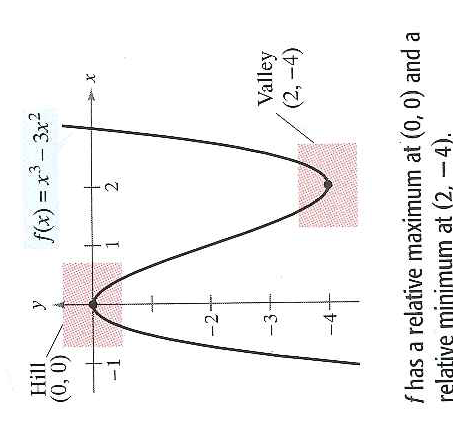 Hill
(0, 0)
y
f(x) = x³ − 3x²
x
−1
1
2
−2
−3
−4
Valley
(2, −4)
f has a relative maximum at (0, 0) and a
relative minimum at (2, −4).